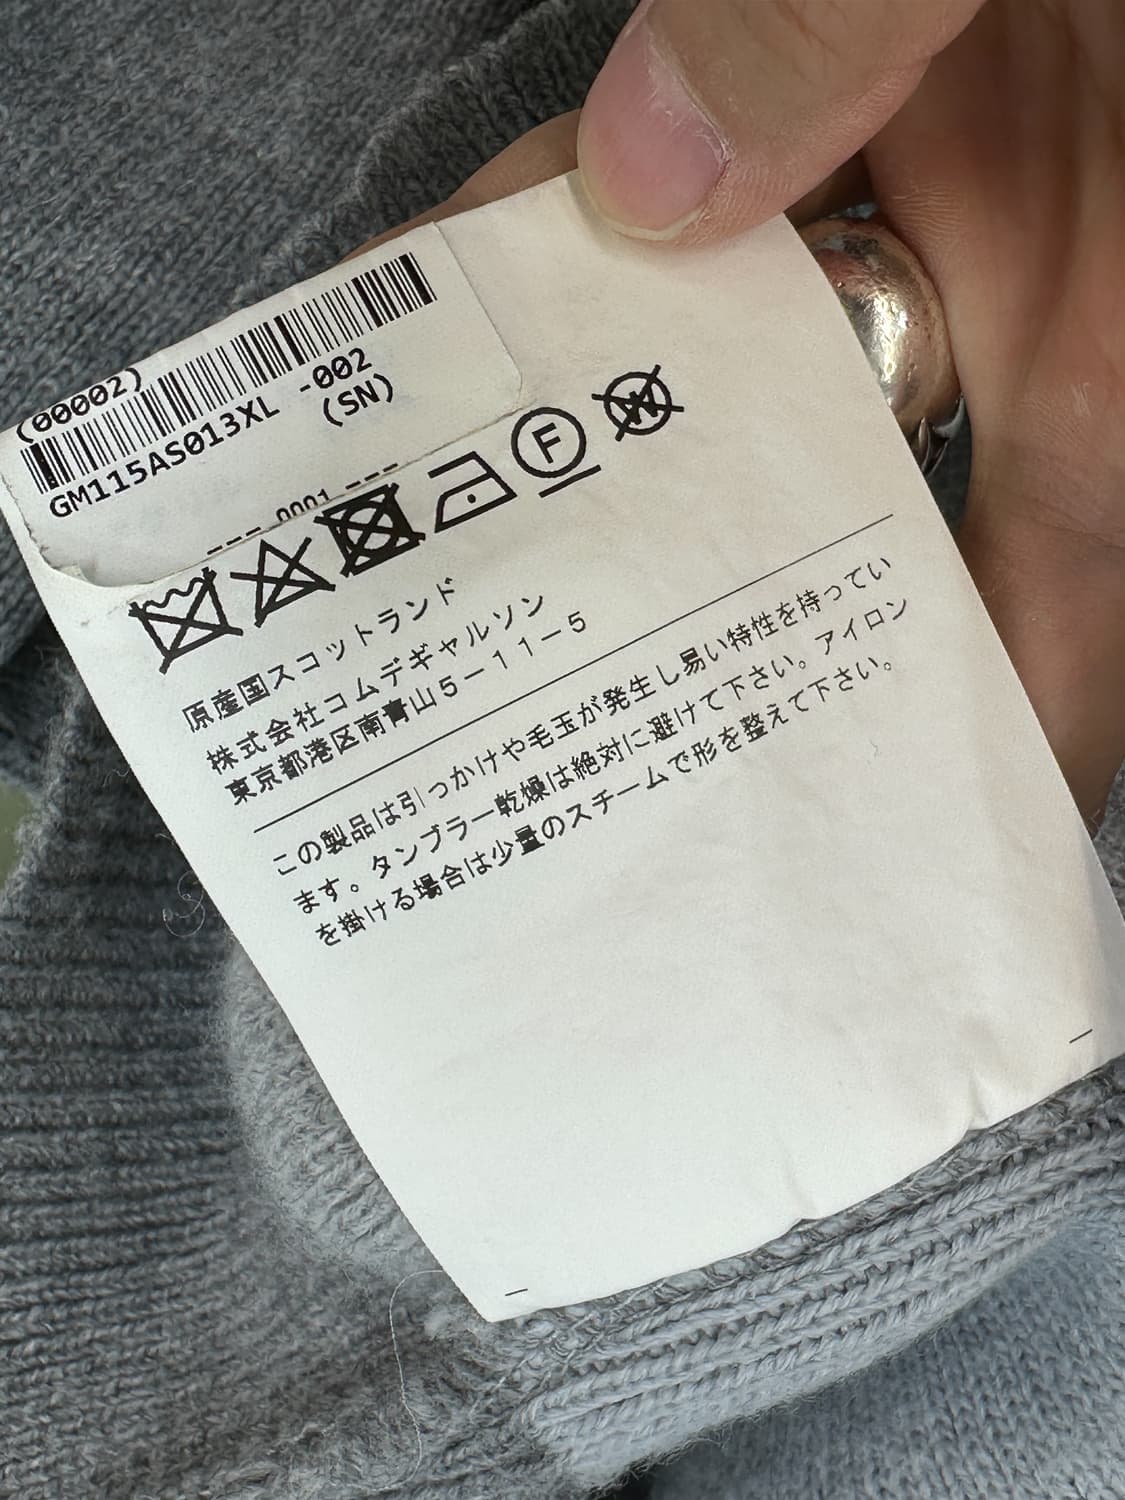 (00002)
GM115AS013XL -002
(SN)
--- 0001 ---
F
W
原産国スコットランド
株式会社コムデギャルソン
東京都港区南青山5-11-5
この製品は引っかけや毛玉が発生し易い特性を持ってい
ます。タンブラー乾燥は絶対に避けて下さい。アイロン
を掛ける場合は少量のスチームで形を整えて下さい。